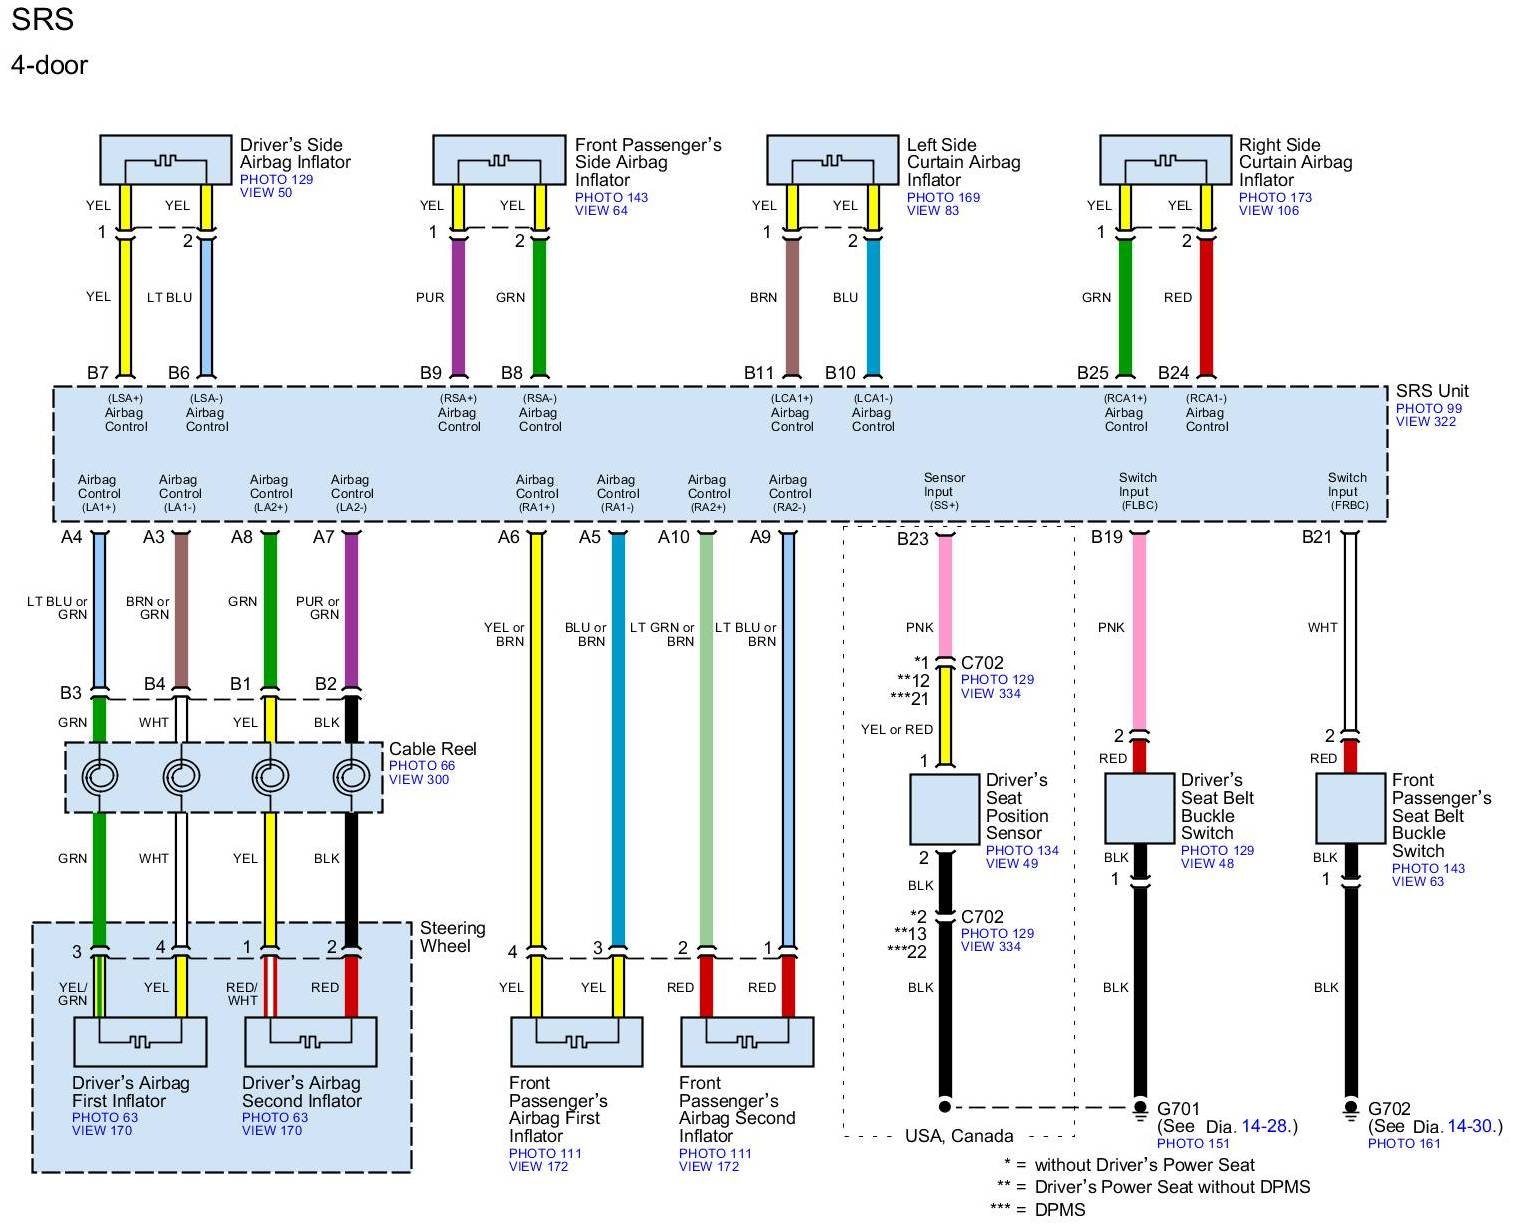 SRS
4-door
Driver's Side
Airbag Inflator
PHOTO 129
VIEW 50
Front Passenger's
Side Airbag
Inflator
PHOTO 143
VIEW 64
Left Side
Curtain Airbag
Inflator
PHOTO 169
VIEW 83
Right Side
Curtain Airbag
Inflator
PHOTO 173
VIEW 106
YEL YEL YEL YEL YEL YEL YEL YEL
1 2 1 2 1 2 1 2
YEL LT BLU PUR GRN BRN BLU GRN RED
B7 B6 B9 B8 B11 B10 B25 B24
SRS Unit
PHOTO 99
VIEW 322
(LSA+)
Airbag
Control
(LSA-)
Airbag
Control
(RSA+)
Airbag
Control
(RSA-)
Airbag
Control
(LCA1+)
Airbag
Control
(LCA1-)
Airbag
Control
(RCA1+)
Airbag
Control
(RCA1-)
Airbag
Control
Airbag
Control
(LA1+)
Airbag
Control
(LA1-)
Airbag
Control
(LA2+)
Airbag
Control
(LA2-)
Airbag
Control
(RA1+)
Airbag
Control
(RA1-)
Airbag
Control
(RA2+)
Airbag
Control
(RA2-)
Sensor
Input
(SS+)
Switch
Input
(FLBC)
Switch
Input
(FRBC)
A4 A3 A8 A7 A6 A5 A10 A9 B23 B19 B21
LT BLU or
GRN
BRN or
GRN
GRN
PUR or
GRN
YEL or
BRN
BLU or
BRN
LT GRN or
BRN
LT BLU or
BRN
PNK
PNK
WHT
B3 B4 B1 B2
GRN WHT YEL BLK
Cable Reel
PHOTO 66
VIEW 300
GRN WHT YEL BLK
*1
**12
***21
C702
PHOTO 129
VIEW 334
YEL or RED
1
2
RED
2
RED
Driver's
Seat
Position
Sensor
PHOTO 134
VIEW 49
Driver's
Seat Belt
Buckle
Switch
PHOTO 129
VIEW 48
Front
Passenger's
Seat Belt
Buckle
Switch
PHOTO 143
VIEW 63
2
BLK
BLK
1
BLK
1
*2
**13
***22
C702
PHOTO 129
VIEW 334
BLK BLK BLK
Steering
Wheel
3 4 1 2 4 3 2 1
YEL/
GRN
YEL
RED/
WHT
RED
YEL
YEL
RED
RED
Driver's Airbag
First Inflator
PHOTO 63
VIEW 170
Driver's Airbag
Second Inflator
PHOTO 63
VIEW 170
Front
Passenger's
Airbag First
Inflator
PHOTO 111
VIEW 172
Front
Passenger's
Airbag Second
Inflator
PHOTO 111
VIEW 172
USA, Canada
G701
(See Dia. 14-28.)
PHOTO 151
G702
(See Dia. 14-30.)
PHOTO 161
* = without Driver's Power Seat
** = Driver's Power Seat without DPMS
*** = DPMS